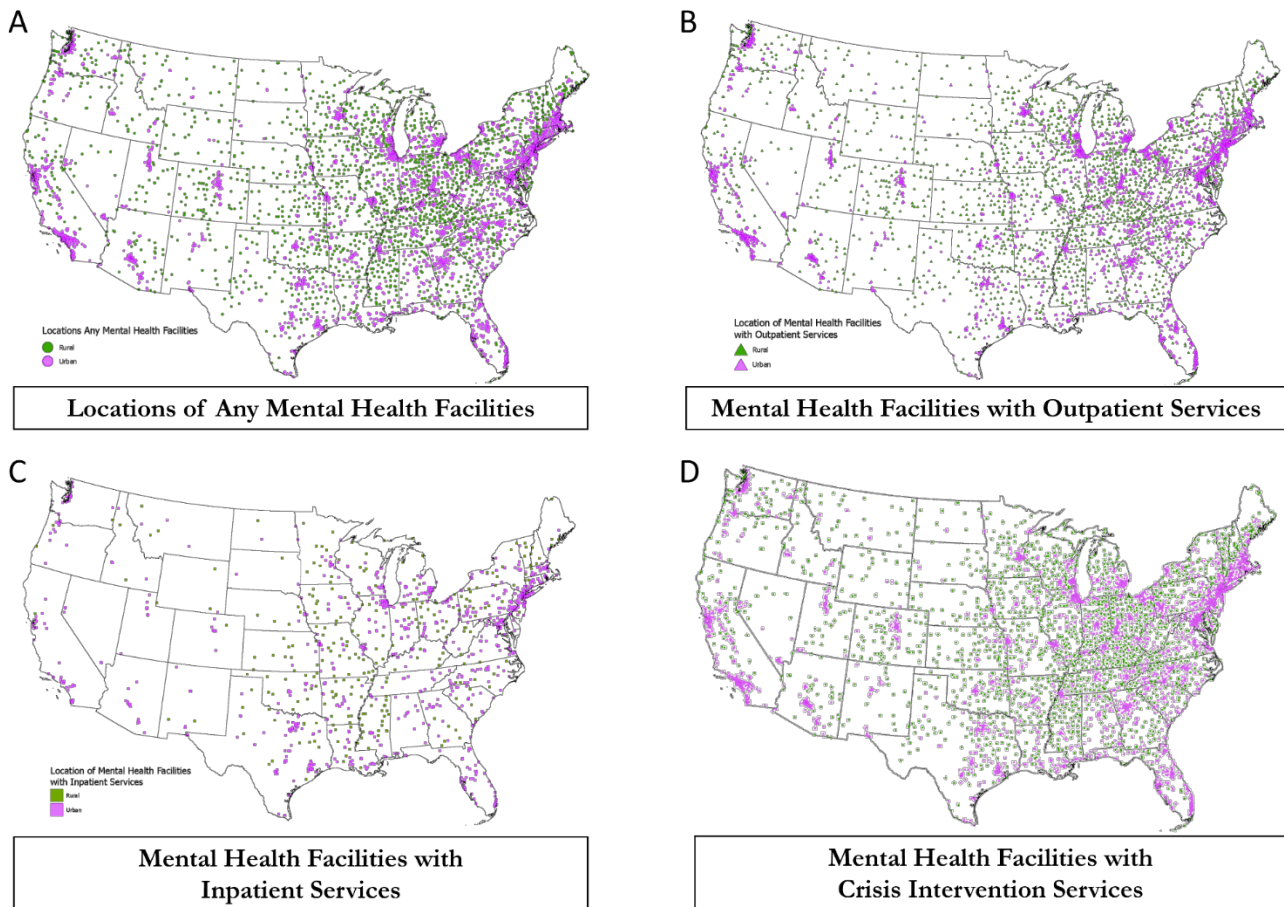 A
Locations Any Mental Health Facilities
Rural
Urban
Locations of Any Mental Health Facilities
B
Location of Mental Health Facilities
with Outpatient Services
Rural
Urban
Mental Health Facilities with Outpatient Services
C
Location of Mental Health Facilities
with Inpatient Services
Rural
Urban
Mental Health Facilities with
Inpatient Services
D
Mental Health Facilities with
Crisis Intervention Services